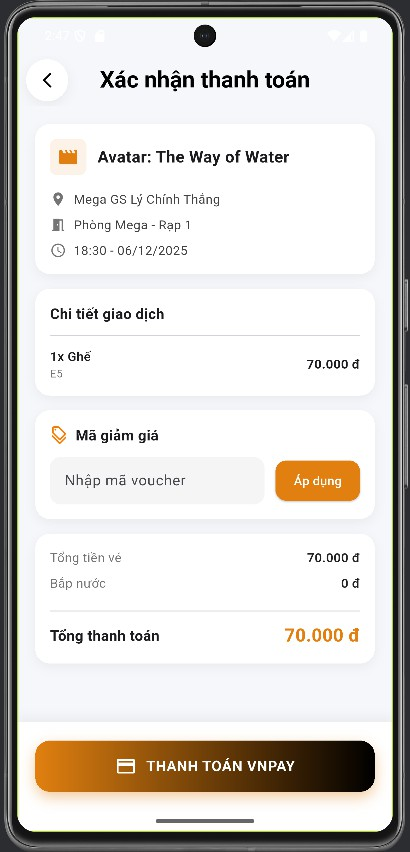 3:47
Xác nhận thanh toán
Avatar: The Way of Water
Mega GS Lý Chính Thắng
Phòng Mega - Rạp 1
18:30 - 06/12/2025
Chi tiết giao dịch
1x Ghế
70.000 đ
E5
Mã giảm giá
Nhập mã voucher
Áp dụng
Tổng tiền vé
70.000 đ
Bắp nước
0 đ
Tổng thanh toán
70.000 đ
THANH TOÁN VNPAY